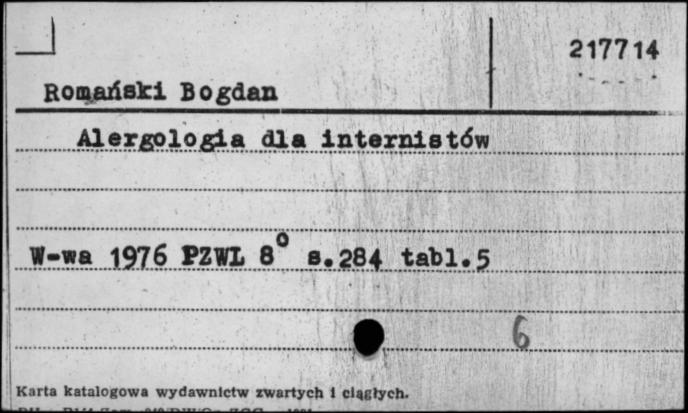 217714
Romański Bogdan
Alergologia dla internistów
W-wa 1976 PZWL 8° s.284 tabl.5
6
Karta katalogowa wydawnictw zwartych i ciągłych.